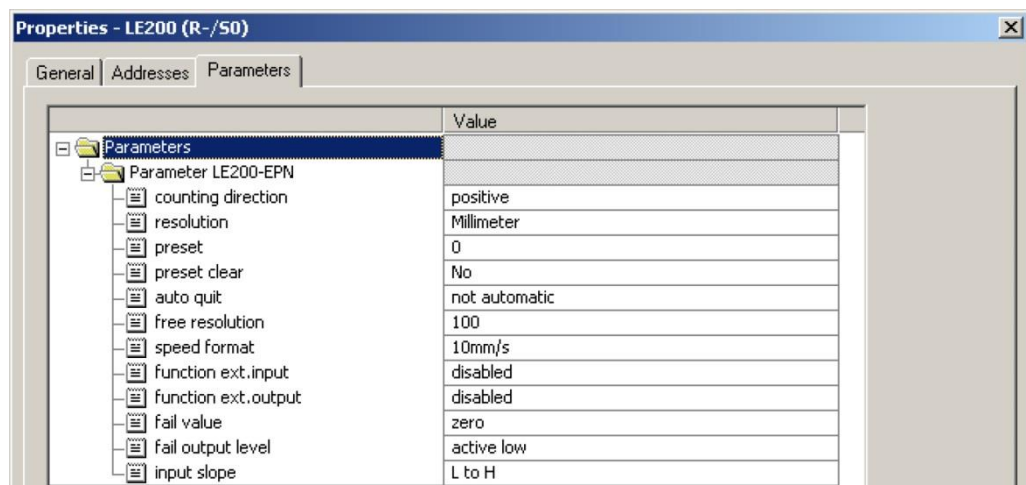 Properties - LE200 (R-/S0)
General Addresses Parameters
Value
Parameters
Parameter LE200-EPN
counting direction positive
resolution Millimeter
preset 0
preset clear No
auto quit not automatic
free resolution 100
speed format 10mm/s
function ext.input disabled
function ext.output disabled
fail value zero
fail output level active low
input slope L to H